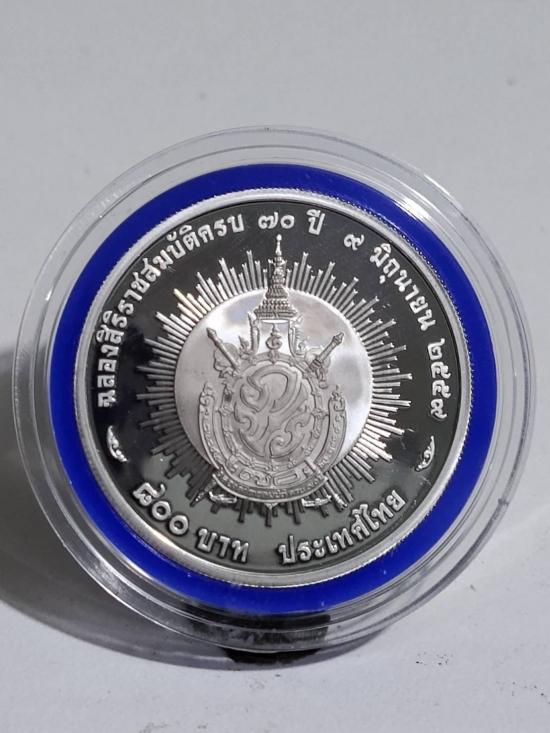 ฉลองสิริราชสมบัติครบ ๗๐ ปี ๙ มิถุนายน ๒๕๕๙
๘๐๐ บาท ประเทศไทย